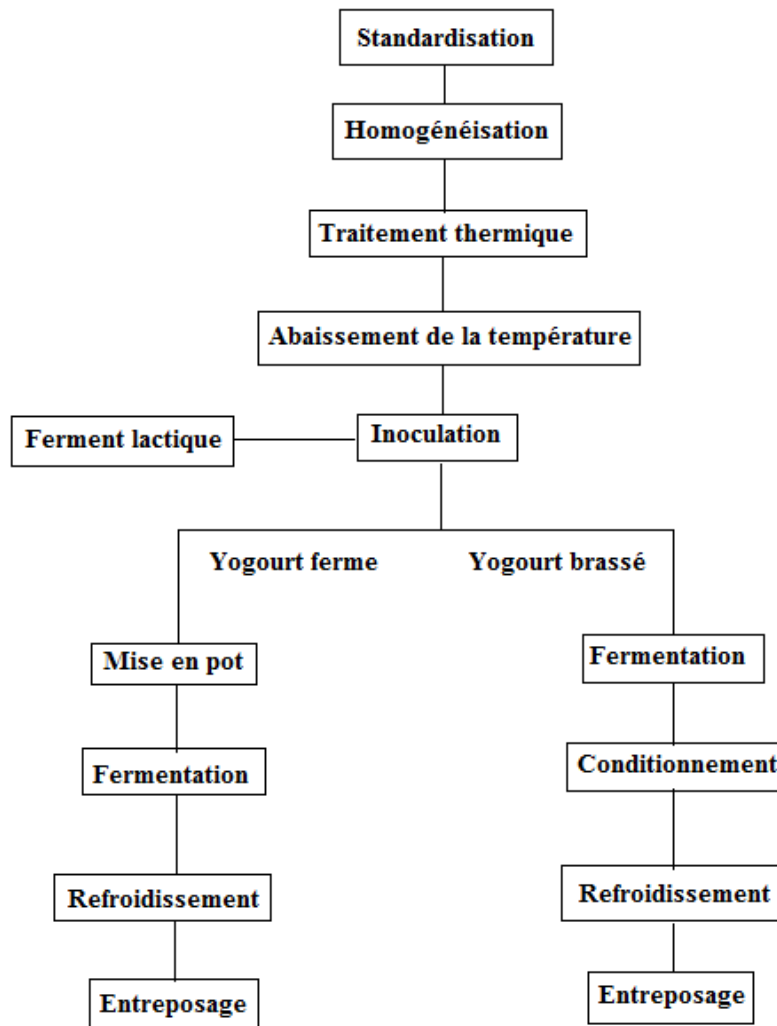 Standardisation
Homogénéisation
Traitement thermique
Abaissement de la température
Ferment lactique
Inoculation
Yogourt ferme
Yogourt brassé
Mise en pot
Fermentation
Fermentation
Conditionnement
Refroidissement
Refroidissement
Entreposage
Entreposage